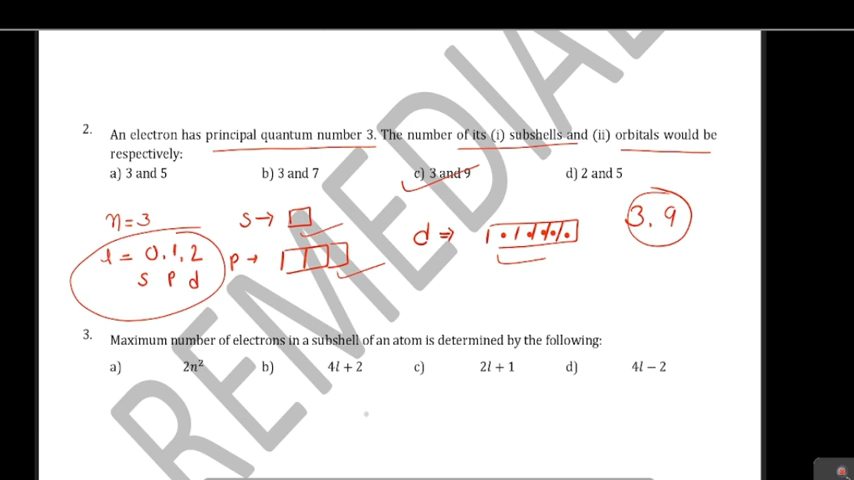 2. An electron has principal quantum number 3. The number of its (i) subshells and (ii) orbitals would be
respectively:
a) 3 and 5 b) 3 and 7 c) 3 and 9 d) 2 and 5
n=3 s→ d⇒ 3, 9
l = 0, 1, 2 p→
s p d
3. Maximum number of electrons in a subshell of an atom is determined by the following:
a) 2n² b) 4l + 2 c) 2l + 1 d) 4l − 2
REMEDIAL